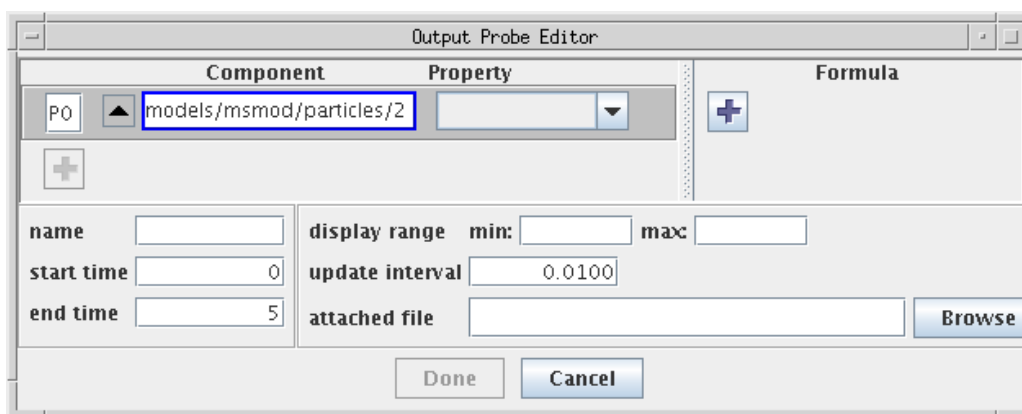 Output Probe Editor
Component Property Formula
P0 models/msmod/particles/2
name display range min: max:
start time 0 update interval 0.0100
end time 5 attached file Browse
Done Cancel